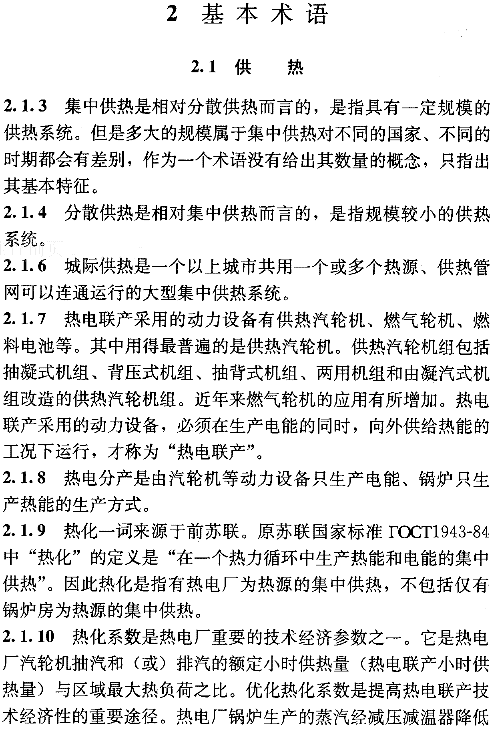 2 基本术语
2.1 供 热
2.1.3 集中供热是相对分散供热而言的，是指具有一定规模的
供热系统。但是多大的规模属于集中供热对不同的国家、不同的
时期都会有差别，作为一个术语没有给出其数量的概念，只指出
其基本特征。
2.1.4 分散供热是相对集中供热而言的，是指规模较小的供热
系统。
2.1.6 城际供热是一个以上城市共用一个或多个热源、供热管
网可以连通运行的大型集中供热系统。
2.1.7 热电联产采用的动力设备有供热汽轮机、燃气轮机、燃
料电池等。其中用得最普遍的是供热汽轮机。供热汽轮机组包括
抽凝式机组、背压式机组、抽背式机组、两用机组和由凝汽式机
组改造的供热汽轮机组。近年来燃气轮机的应用有所增加。热电
联产采用的动力设备，必须在生产电能的同时，向外供给热能的
工况下运行，才称为“热电联产”。
2.1.8 热电分产是由汽轮机等动力设备只生产电能、锅炉只生
产热能的生产方式。
2.1.9 热化一词来源于前苏联。原苏联国家标准 ГОСТ1943-84
中“热化”的定义是“在一个热力循环中生产热能和电能的集中
供热”。因此热化是指有热电厂为热源的集中供热，不包括仅有
锅炉房为热源的集中供热。
2.1.10 热化系数是热电厂重要的技术经济参数之一。它是热电
厂汽轮机抽汽和（或）排汽的额定小时供热量（热电联产小时供
热量）与区域最大热负荷之比。优化热化系数是提高热电联产技
术经济性的重要途径。热电厂锅炉生产的蒸汽经减压减温器降低